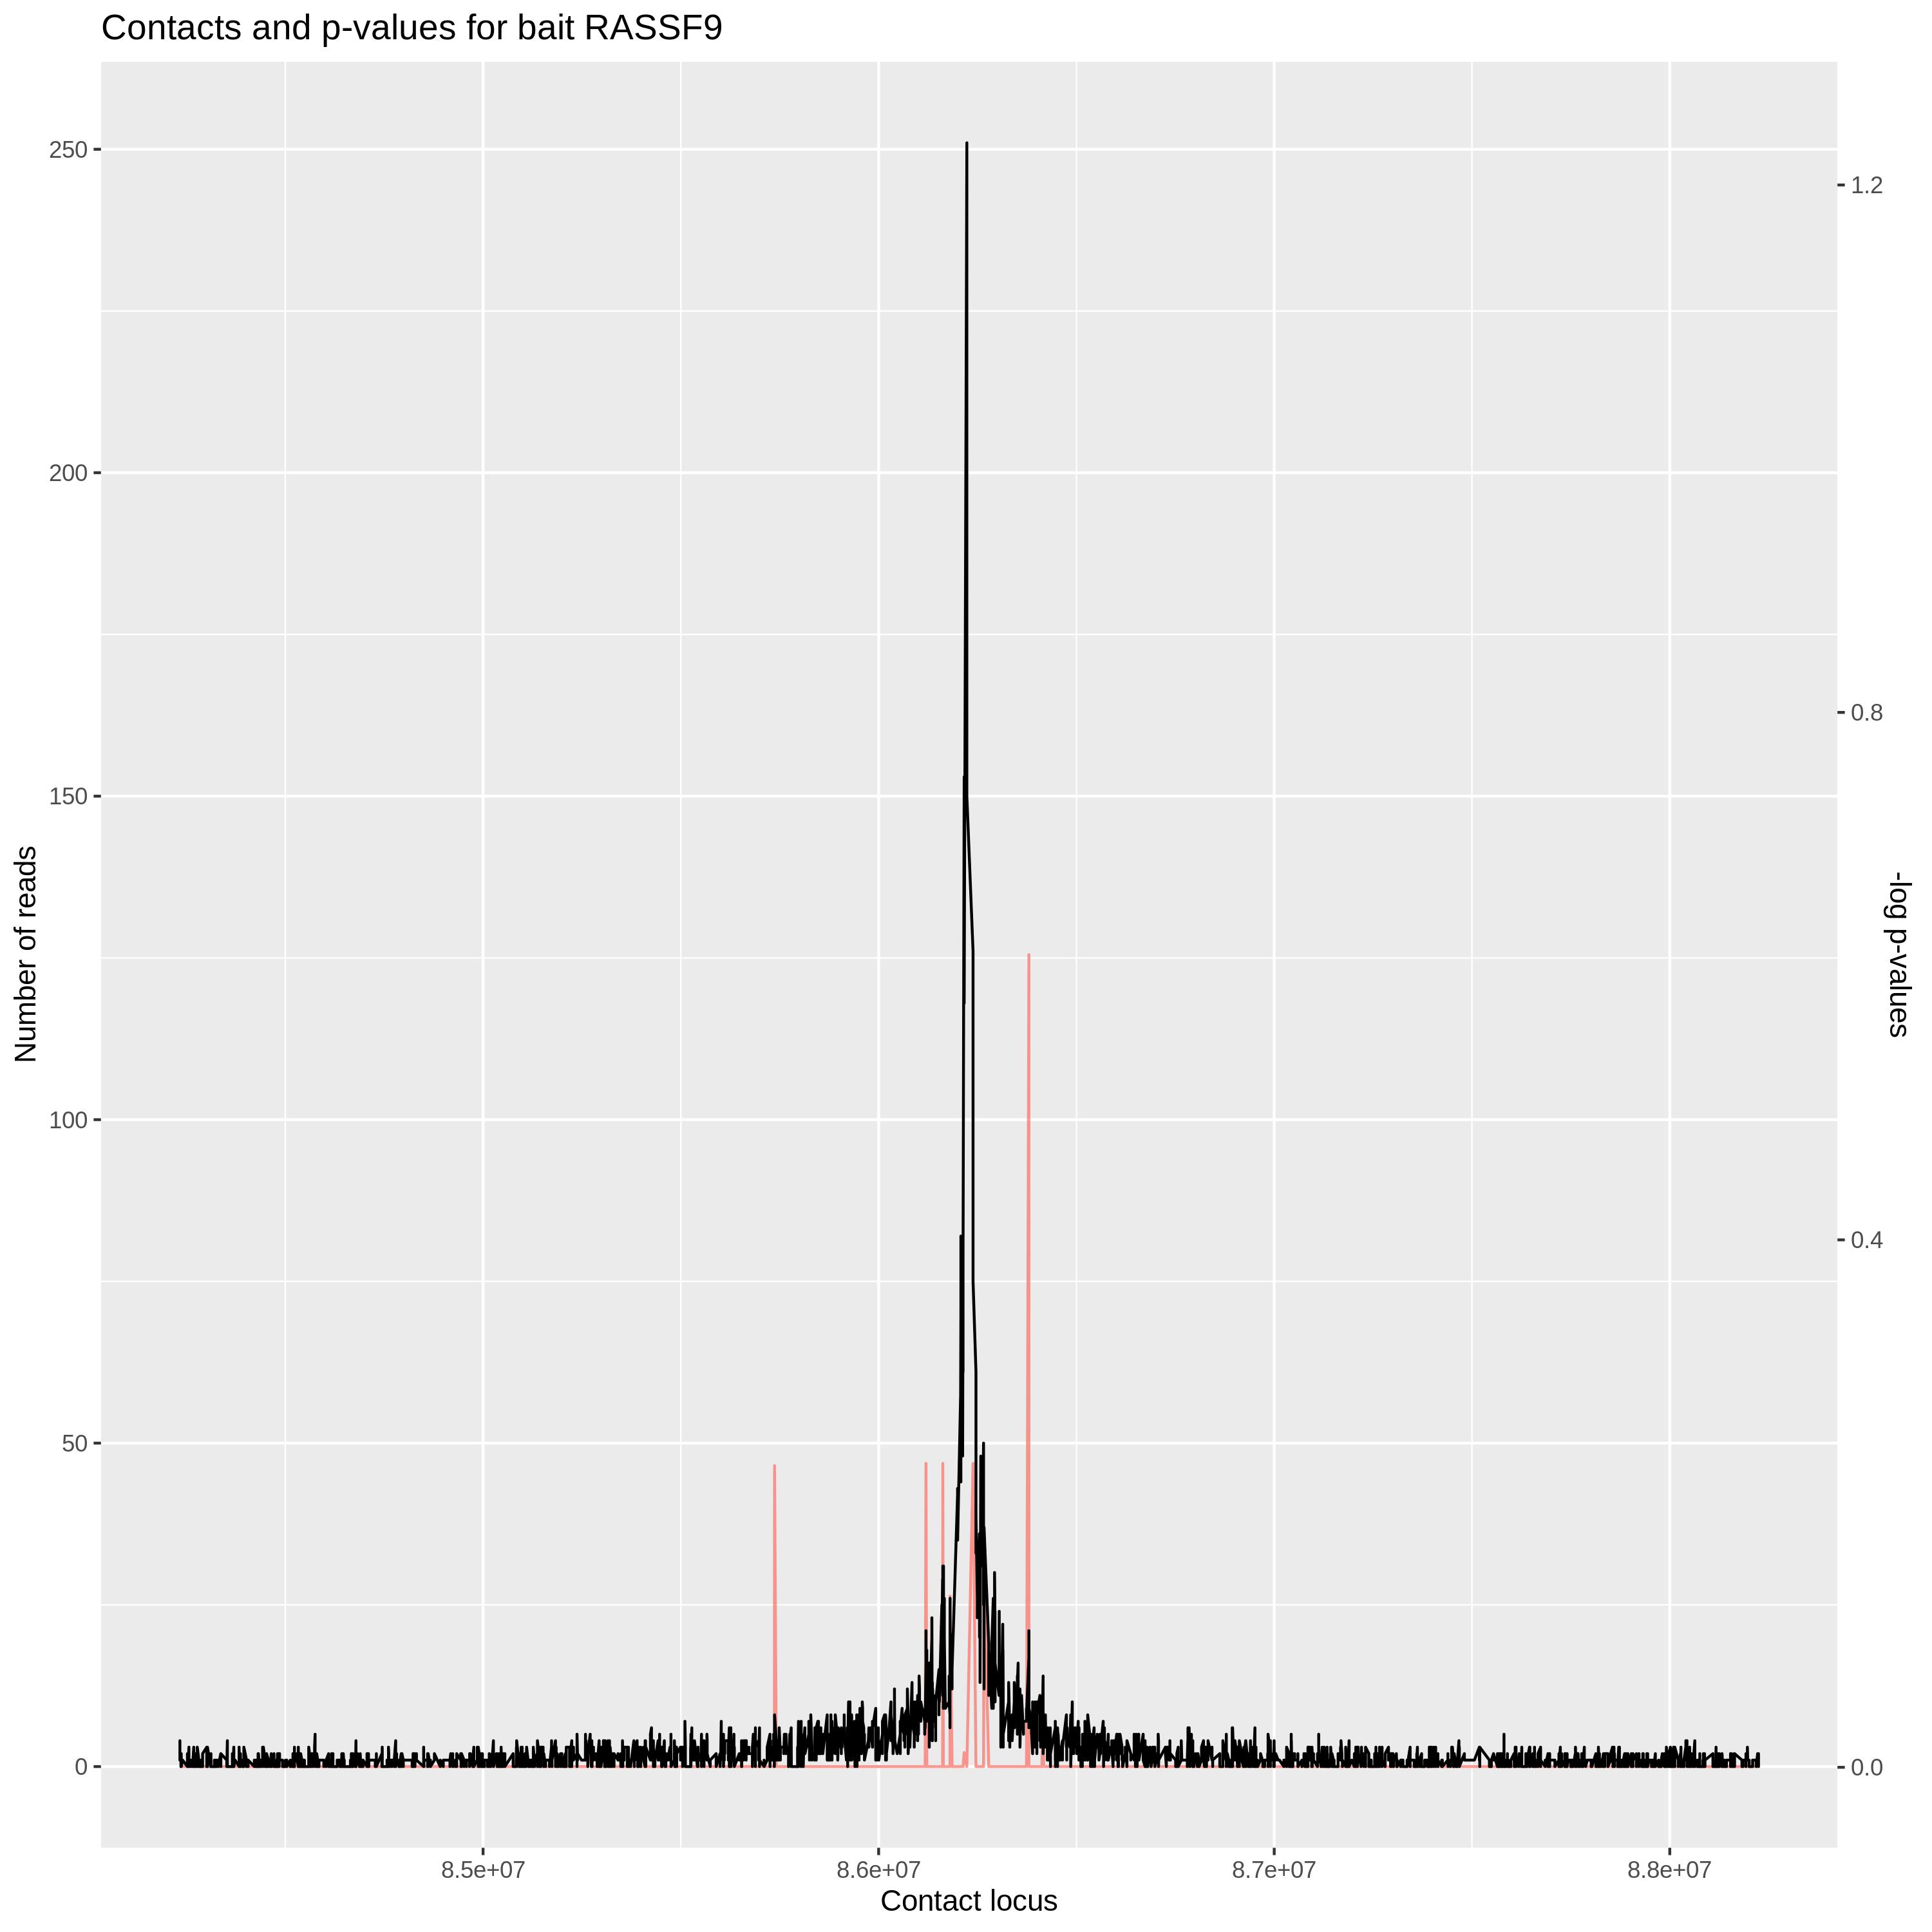 Contacts and p-values for bait RASSF9
250
200
150
100
50
0
Number of reads
1.2
0.8
0.4
0.0
-log p-values
8.5e+07
8.6e+07
8.7e+07
8.8e+07
Contact locus